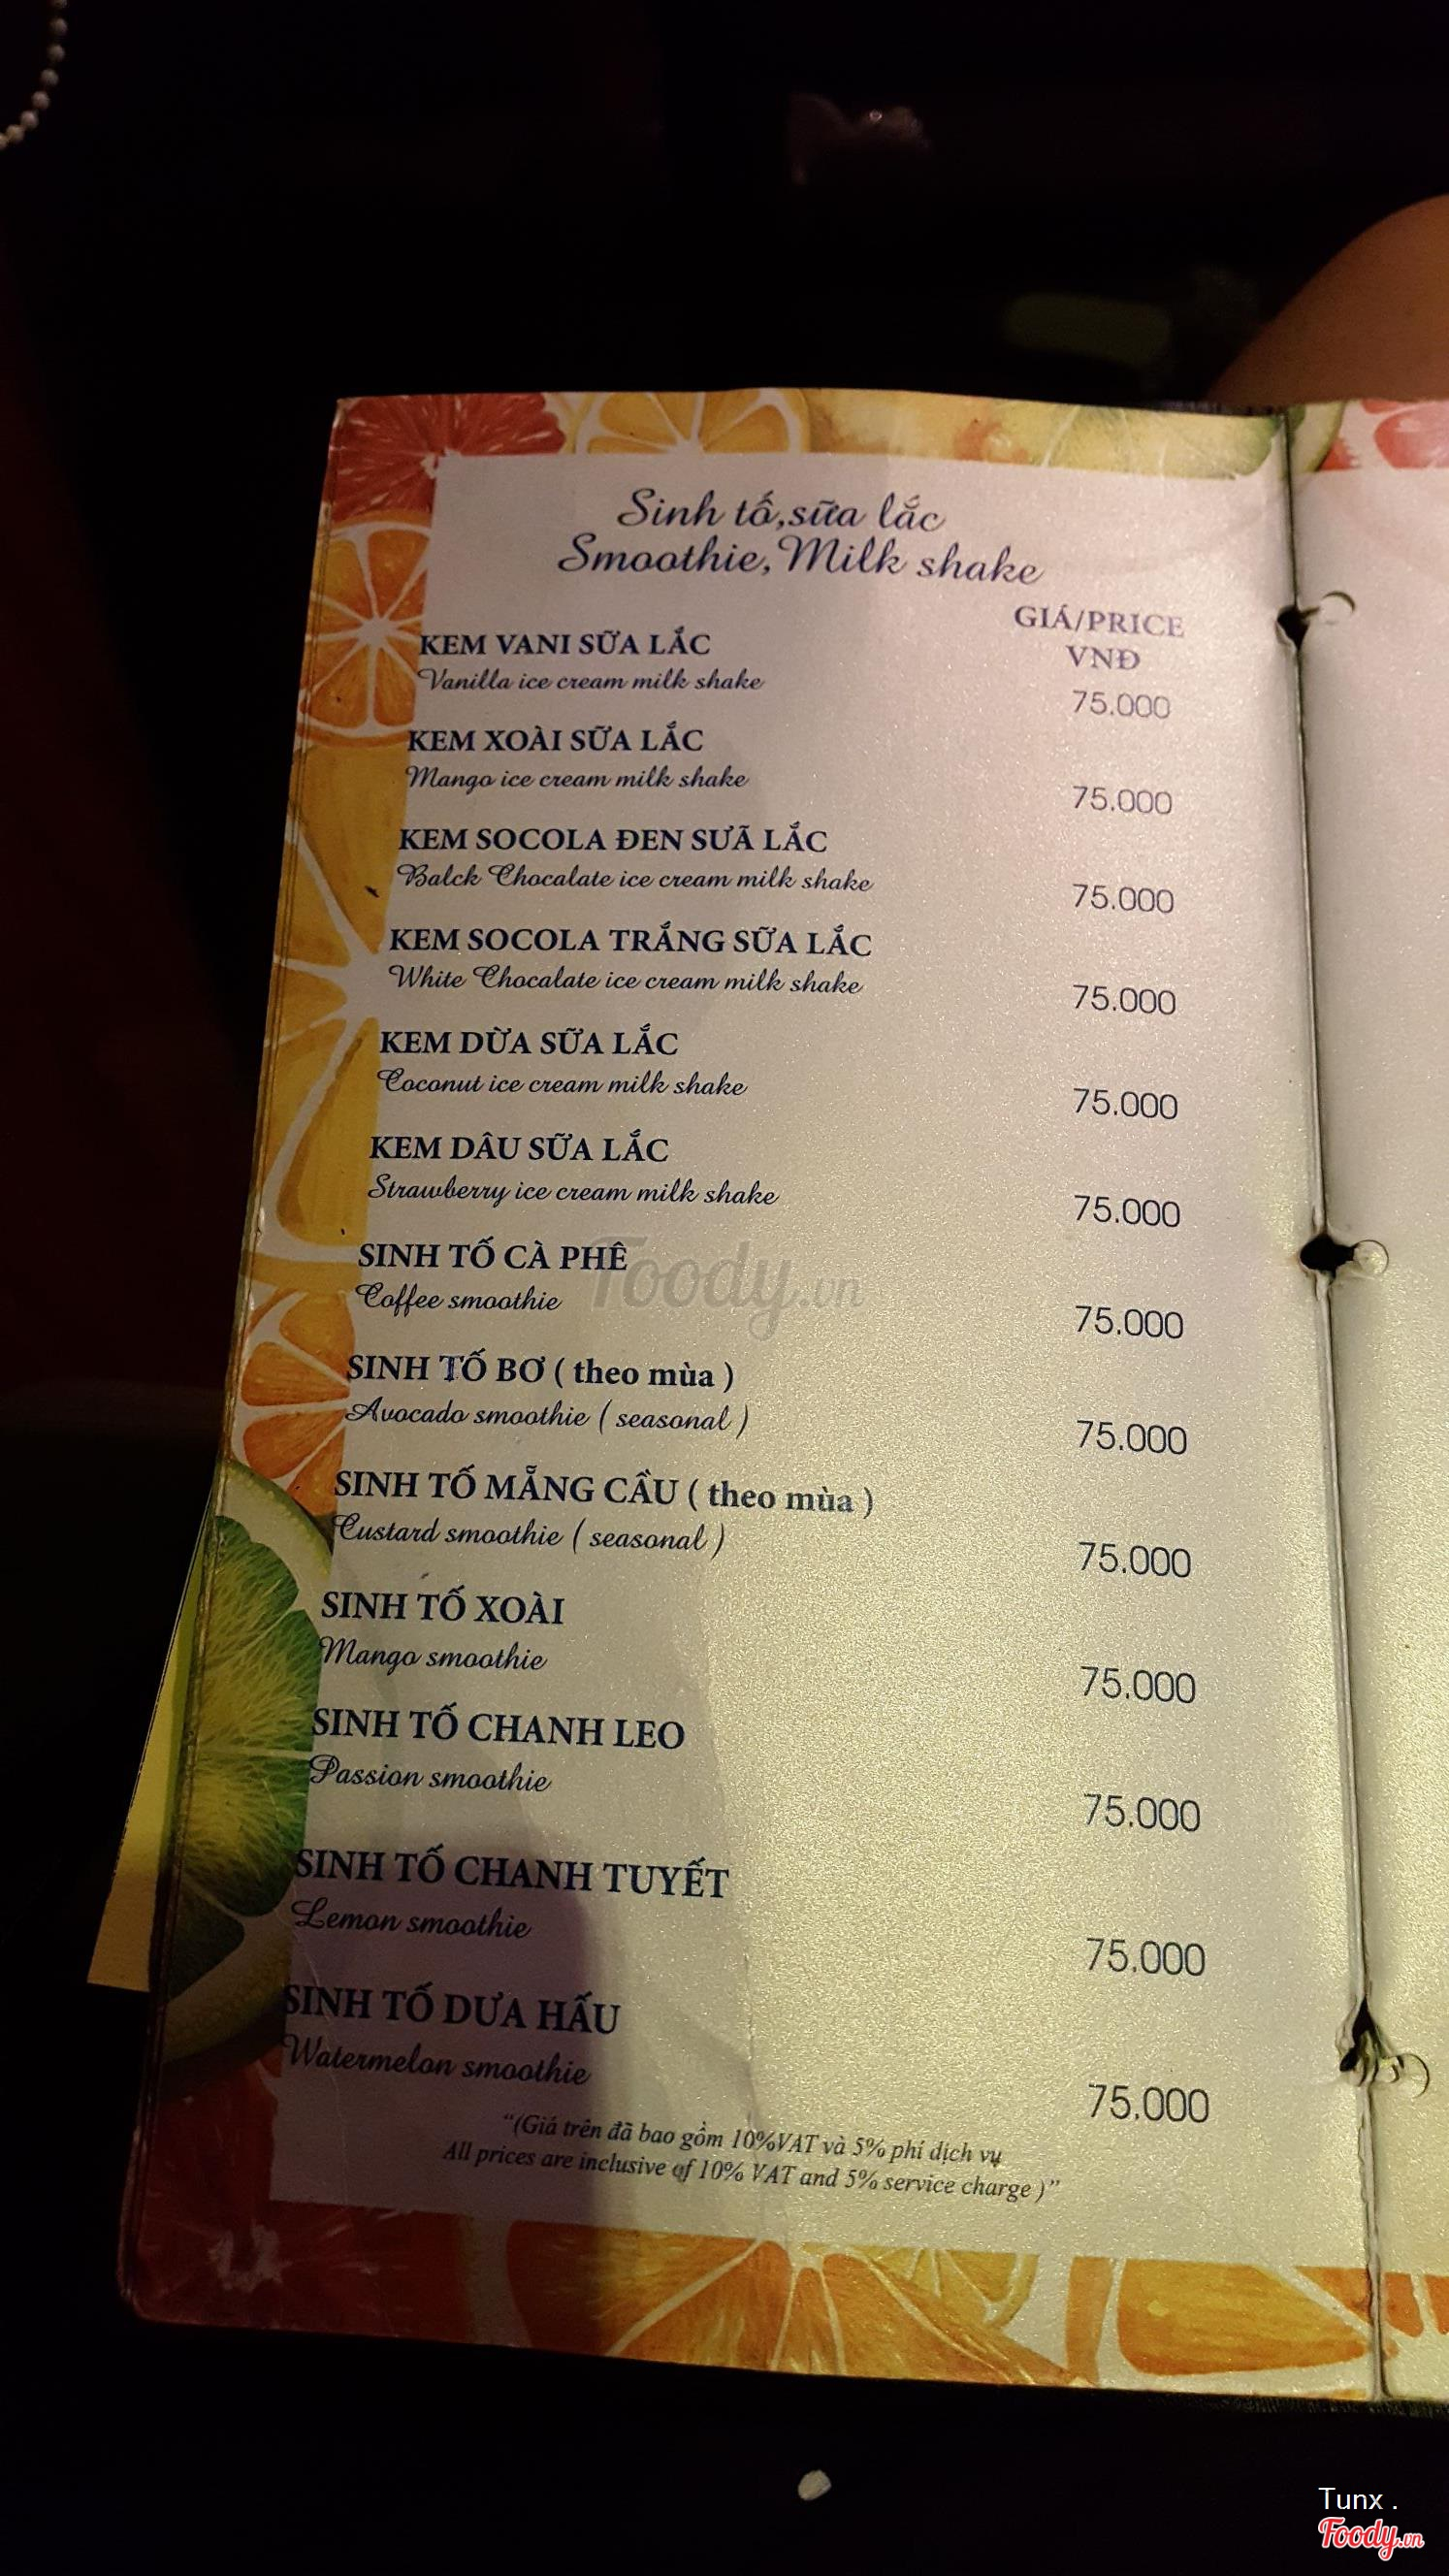 Sinh tố,sữa lắc
Smoothie, Milk shake
GIÁ/PRICE
VNĐ
KEM VANI SỮA LẮC
Vanilla ice cream milk shake
75.000
KEM XOÀI SỮA LẮC
Mango ice cream milk shake
75.000
KEM SOCOLA ĐEN SƯÃ LẮC
Balck Chocalate ice cream milk shake
75.000
KEM SOCOLA TRẮNG SỮA LẮC
White Chocalate ice cream milk shake
75.000
KEM DỪA SỮA LẮC
Coconut ice cream milk shake
75.000
KEM DÂU SỮA LẮC
Strawberry ice cream milk shake
75.000
SINH TỐ CÀ PHÊ
Coffee smoothie
75.000
Foody.vn
SINH TỐ BƠ ( theo mùa )
Avocado smoothie ( seasonal )
75.000
SINH TỐ MẴNG CẦU ( theo mùa )
Custard smoothie ( seasonal )
75.000
SINH TỐ XOÀI
Mango smoothie
75.000
SINH TỐ CHANH LEO
Passion smoothie
75.000
SINH TỐ CHANH TUYẾT
Lemon smoothie
75.000
SINH TỐ DƯA HẤU
Watermelon smoothie
75.000
"(Giá trên đã bao gồm 10%VAT và 5% phí dịch vụ
All prices are inclusive of 10% VAT and 5% service charge )"
Tunx .
Foody.vn